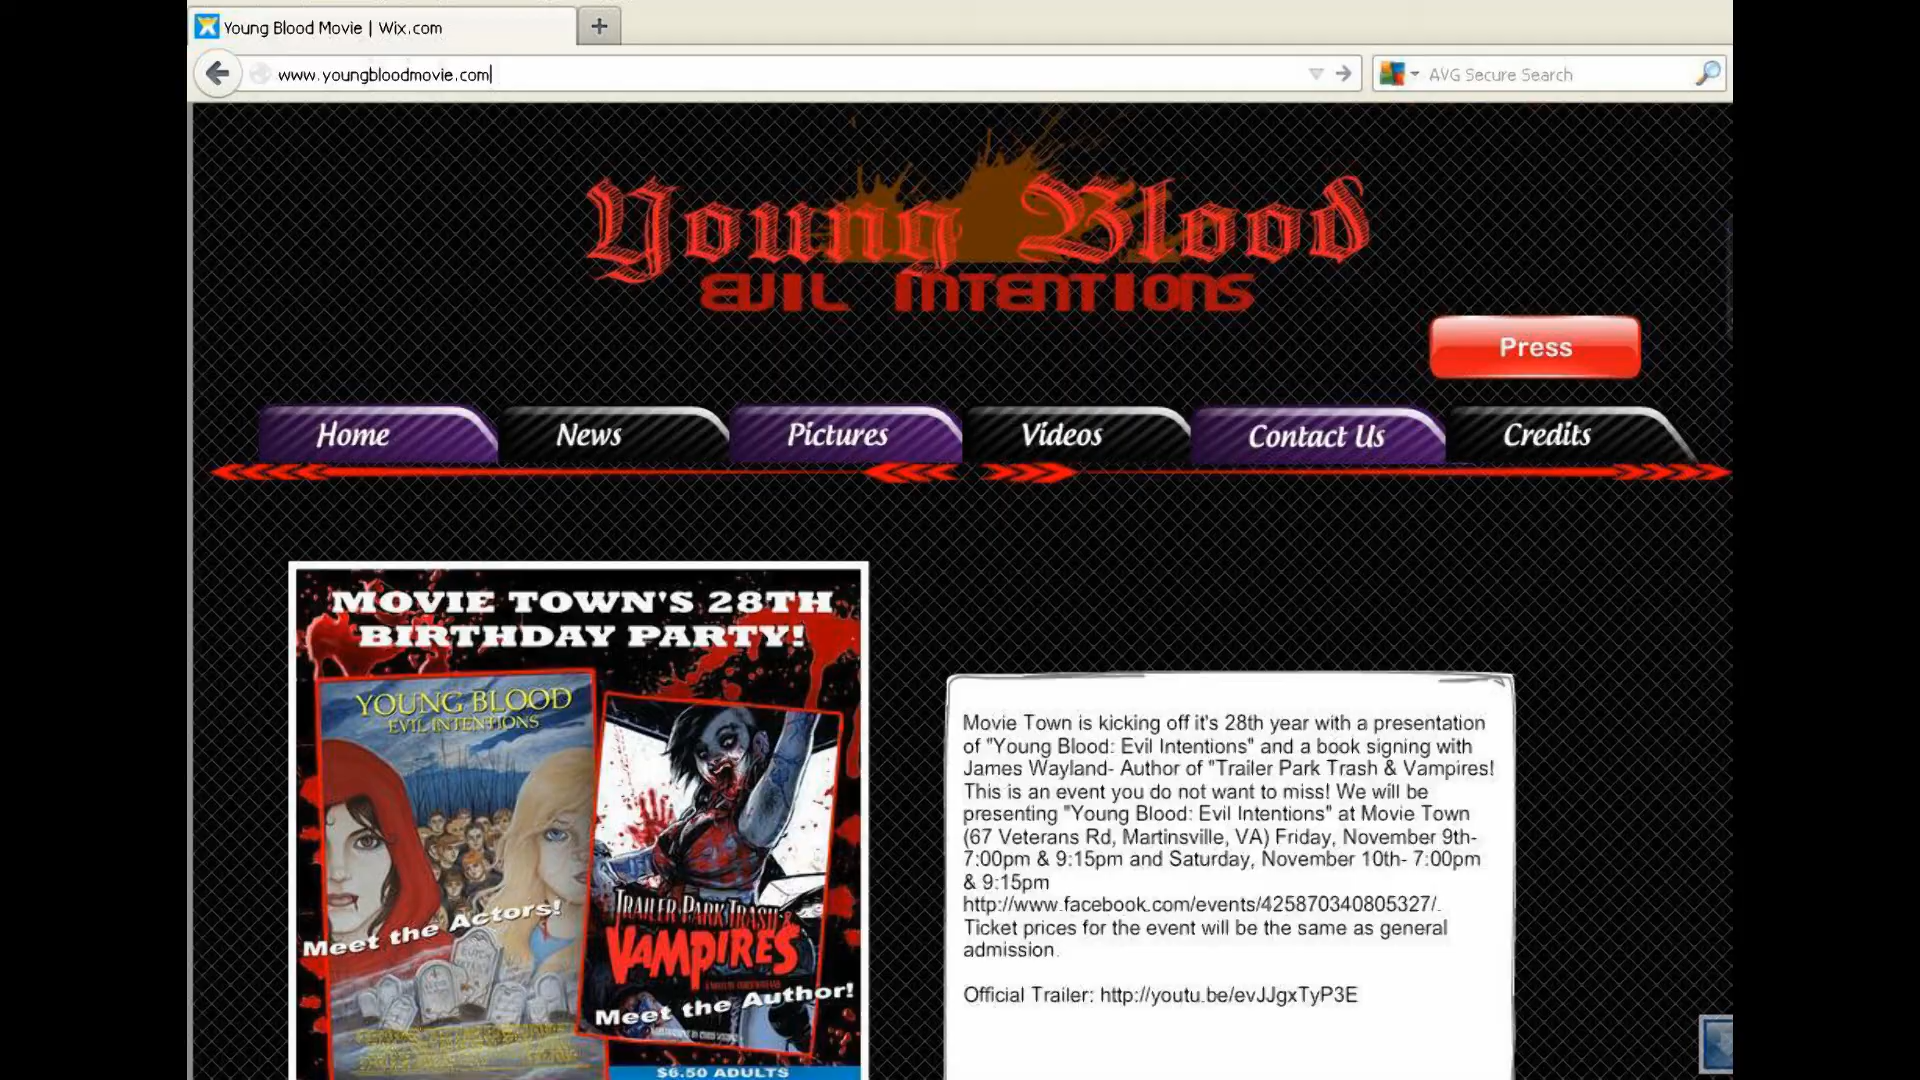 Young Blood Movie | Wix.com
www.youngbloodmovie.com
AVG Secure Search
Young Blood
EVIL INTENTIONS
Press
Home
News
Pictures
Videos
Contact Us
Credits
MOVIE TOWN'S 28TH
BIRTHDAY PARTY!
YOUNG BLOOD
EVIL INTENTIONS
Meet the Actors!
TRAILER PARK TRASH &
VAMPIRES
Meet the Author!
$6.50 ADULTS
Movie Town is kicking off it's 28th year with a presentation
of "Young Blood: Evil Intentions" and a book signing with
James Wayland- Author of "Trailer Park Trash & Vampires!
This is an event you do not want to miss! We will be
presenting "Young Blood: Evil Intentions" at Movie Town
(67 Veterans Rd, Martinsville, VA) Friday, November 9th-
7:00pm & 9:15pm and Saturday, November 10th- 7:00pm
& 9:15pm
http://www.facebook.com/events/425870340805327/.
Ticket prices for the event will be the same as general
admission.
Official Trailer: http://youtu.be/evJJgxTyP3E